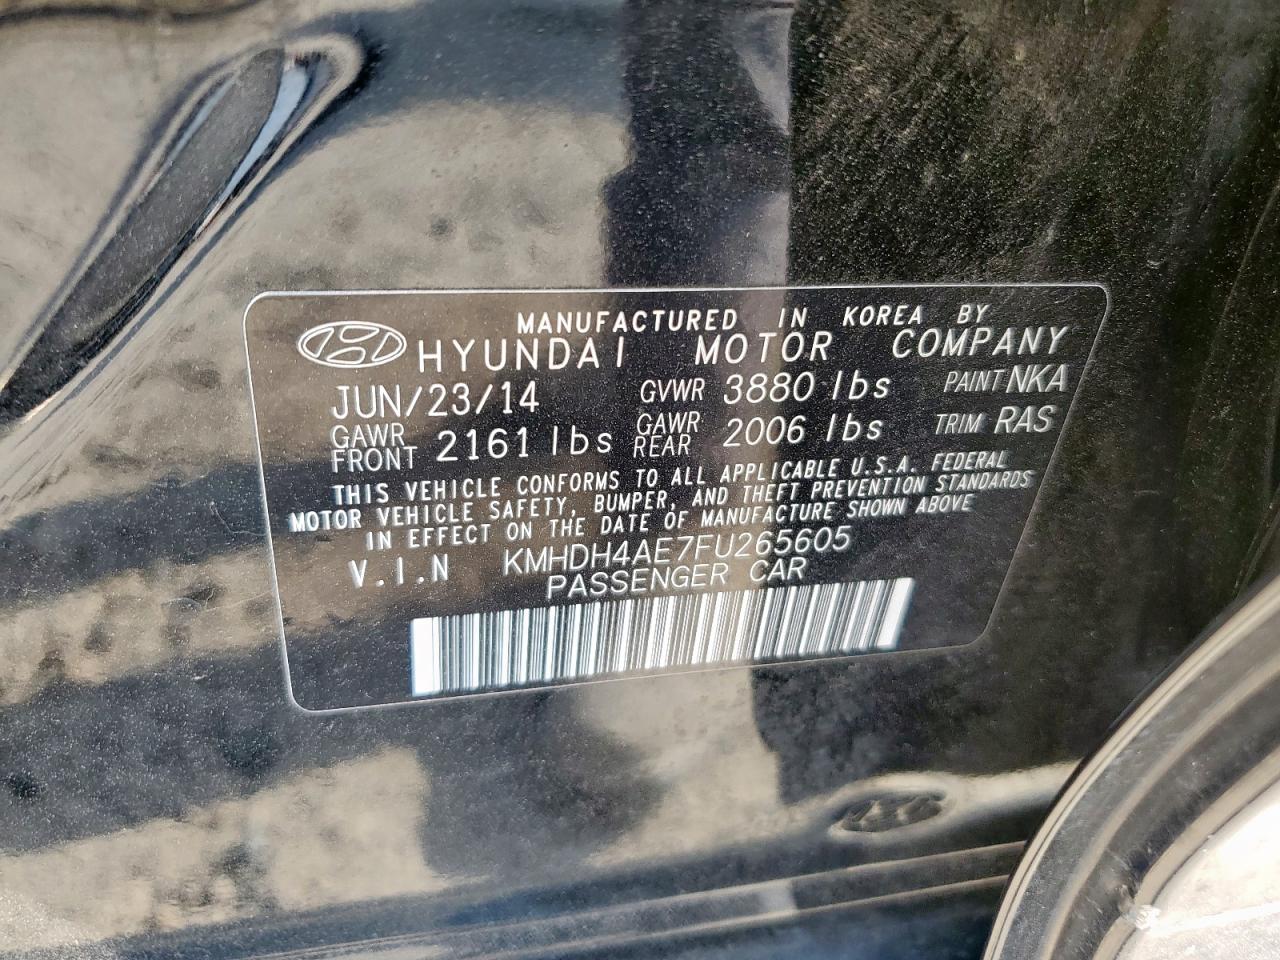 MANUFACTURED IN KOREA BY
HYUNDAI MOTOR COMPANY
JUN/23/14 GVWR 3880 lbs PAINT NKA
GAWR FRONT 2161 lbs GAWR REAR 2006 lbs TRIM RAS
THIS VEHICLE CONFORMS TO ALL APPLICABLE U.S.A. FEDERAL
MOTOR VEHICLE SAFETY, BUMPER, AND THEFT PREVENTION STANDARDS
IN EFFECT ON THE DATE OF MANUFACTURE SHOWN ABOVE
V.I.N KMHDH4AE7FU265605
PASSENGER CAR